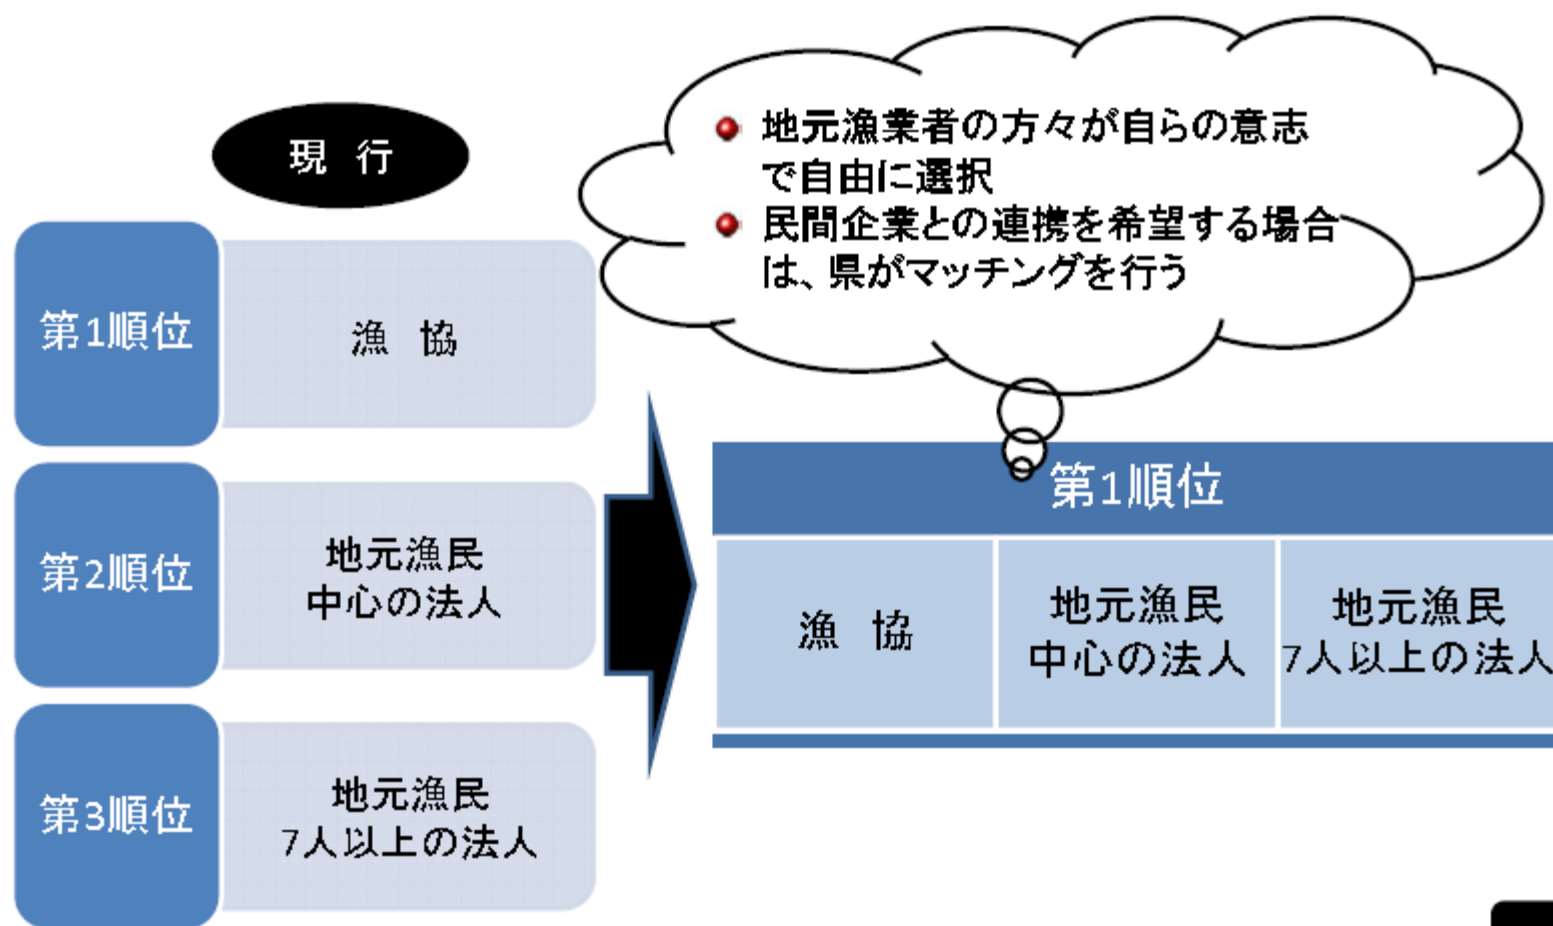 現 行
第1順位
漁 協
第2順位
地元漁民
中心の法人
第3順位
地元漁民
7人以上の法人
地元漁業者の方々が自らの意志
で自由に選択
民間企業との連携を希望する場合
は、県がマッチングを行う
第1順位
漁 協
地元漁民
中心の法人
地元漁民
7人以上の法人